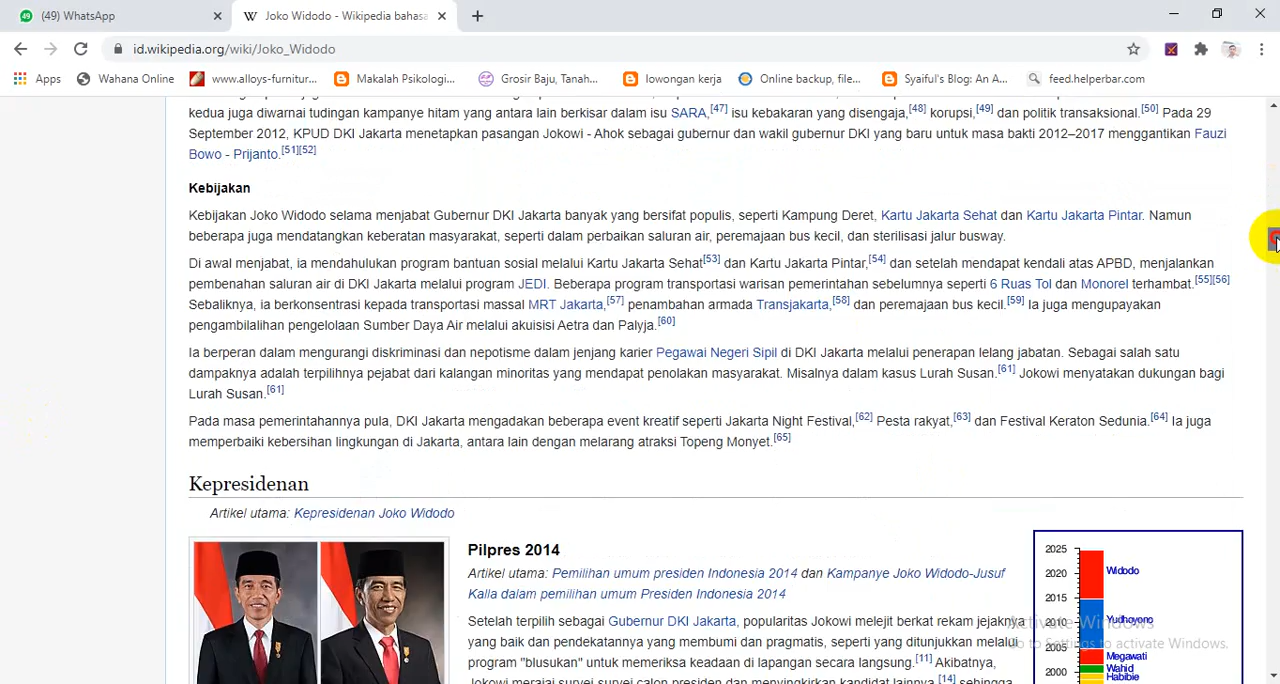 (49) WhatsApp
Joko Widodo - Wikipedia bahasa
id.wikipedia.org/wiki/Joko_Widodo
Apps Wahana Online www.alloys-furnitur... Makalah Psikologi... Grosir Baju, Tanah... lowongan kerj Online backup, file... Syaiful's Blog: An A... feed.helperbar.com
kedua juga diwarnai tudingan kampanye hitam yang antara lain berkisar dalam isu SARA,[47] isu kebakaran yang disengaja,[48] korupsi,[49] dan politik transaksional.[50] Pada 29
September 2012, KPUD DKI Jakarta menetapkan pasangan Jokowi - Ahok sebagai gubernur dan wakil gubernur DKI yang baru untuk masa bakti 2012–2017 menggantikan Fauzi
Bowo - Prijanto.[51][52]
Kebijakan
Kebijakan Joko Widodo selama menjabat Gubernur DKI Jakarta banyak yang bersifat populis, seperti Kampung Deret, Kartu Jakarta Sehat dan Kartu Jakarta Pintar. Namun
beberapa juga mendatangkan keberatan masyarakat, seperti dalam perbaikan saluran air, peremajaan bus kecil, dan sterilisasi jalur busway.
Di awal menjabat, ia mendahulukan program bantuan sosial melalui Kartu Jakarta Sehat[53] dan Kartu Jakarta Pintar,[54] dan setelah mendapat kendali atas APBD, menjalankan
pembenahan saluran air di DKI Jakarta melalui program JEDI. Beberapa program transportasi warisan pemerintahan sebelumnya seperti 6 Ruas Tol dan Monorel terhambat.[55][56]
Sebaliknya, ia berkonsentrasi kepada transportasi massal MRT Jakarta,[57] penambahan armada Transjakarta,[58] dan peremajaan bus kecil.[59] Ia juga mengupayakan
pengambilalihan pengelolaan Sumber Daya Air melalui akuisisi Aetra dan Palyja.[60]
Ia berperan dalam mengurangi diskriminasi dan nepotisme dalam jenjang karier Pegawai Negeri Sipil di DKI Jakarta melalui penerapan lelang jabatan. Sebagai salah satu
dampaknya adalah terpilihnya pejabat dari kalangan minoritas yang mendapat penolakan masyarakat. Misalnya dalam kasus Lurah Susan.[61] Jokowi menyatakan dukungan bagi
Lurah Susan.[61]
Pada masa pemerintahannya pula, DKI Jakarta mengadakan beberapa event kreatif seperti Jakarta Night Festival,[62] Pesta rakyat,[63] dan Festival Keraton Sedunia.[64] Ia juga
memperbaiki kebersihan lingkungan di Jakarta, antara lain dengan melarang atraksi Topeng Monyet.[65]
Kepresidenan
Artikel utama: Kepresidenan Joko Widodo
Pilpres 2014
Artikel utama: Pemilihan umum presiden Indonesia 2014 dan Kampanye Joko Widodo-Jusuf
Kalla dalam pemilihan umum Presiden Indonesia 2014
Setelah terpilih sebagai Gubernur DKI Jakarta, popularitas Jokowi melejit berkat rekam jejaknya
yang baik dan pendekatannya yang membumi dan pragmatis, seperti yang ditunjukkan melalui
program "blusukan" untuk memeriksa keadaan di lapangan secara langsung.[11] Akibatnya,
Jokowi merajai survei-survei calon presiden dan menyingkirkan kandidat lainnya,[14] sehingga
2025
Widodo
2020
2015
Yudhoyono
2010
2005
Megawati
Wahid
2000
Habibie
Activate Windows
Go to Settings to activate Windows.